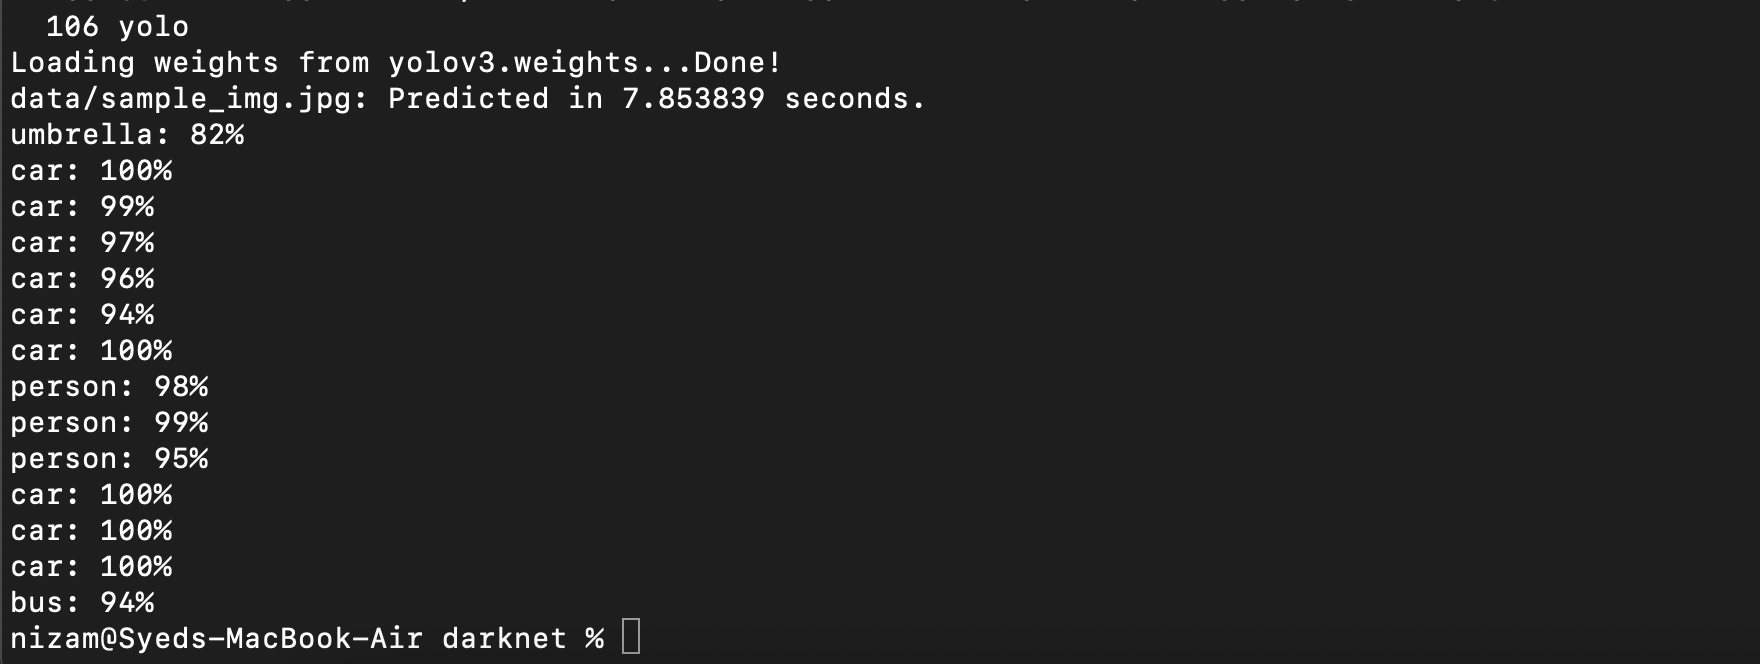 106 yolo
Loading weights from yolov3.weights...Done!
data/sample_img.jpg: Predicted in 7.853839 seconds.
umbrella: 82%
car: 100%
car: 99%
car: 97%
car: 96%
car: 94%
car: 100%
person: 98%
person: 99%
person: 95%
car: 100%
car: 100%
car: 100%
bus: 94%
nizam@Syeds-MacBook-Air darknet %